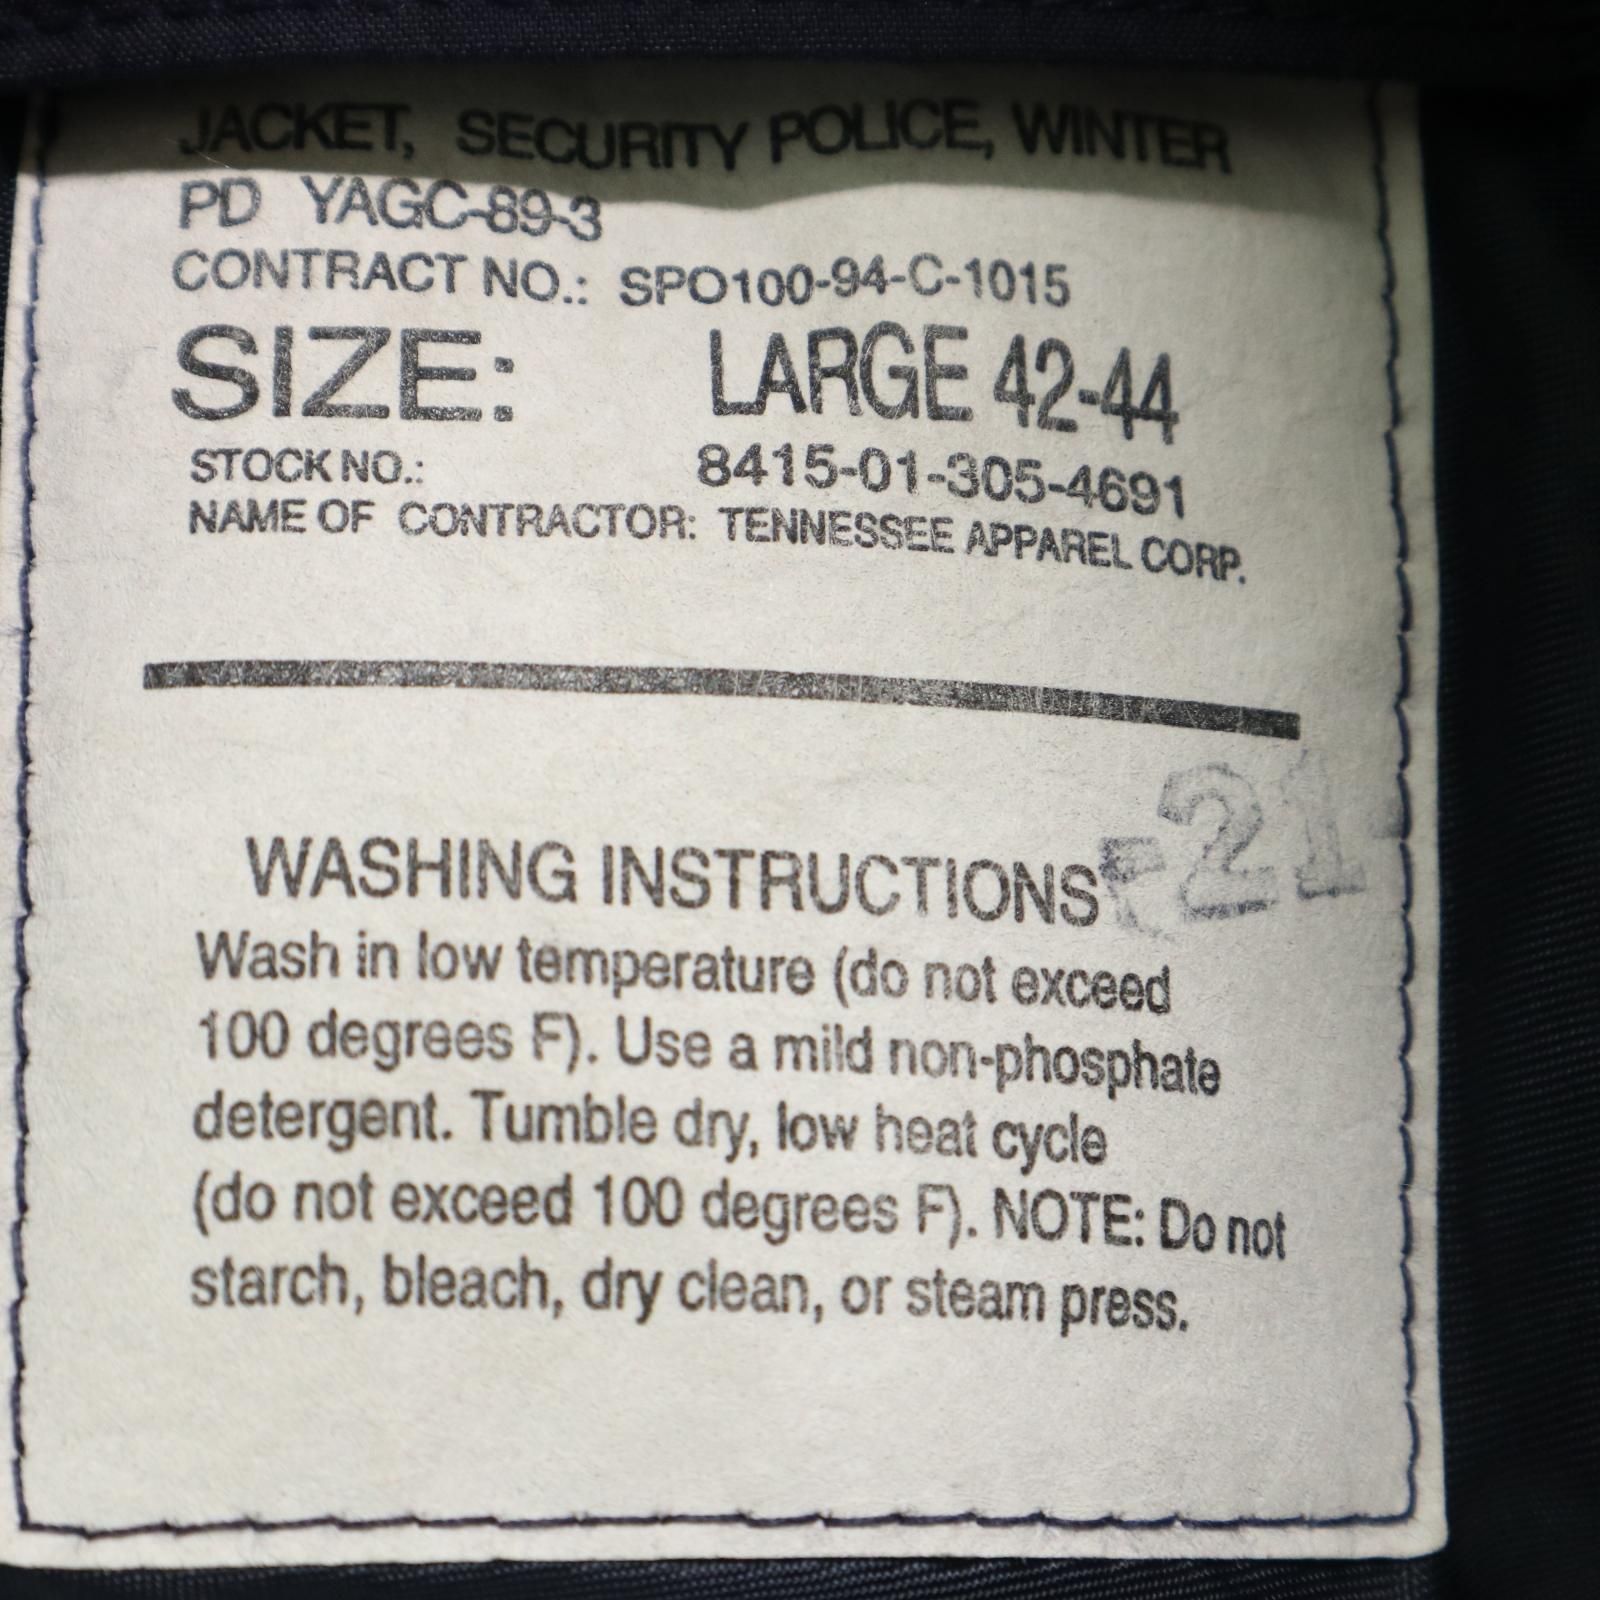 JACKET, SECURITY POLICE, WINTER
PD YAGC-89-3
CONTRACT NO.: SPO100-94-C-1015
SIZE: LARGE 42-44
STOCK NO.: 8415-01-305-4691
NAME OF CONTRACTOR: TENNESSEE APPAREL CORP.
21
WASHING INSTRUCTIONS
Wash in low temperature (do not exceed
100 degrees F). Use a mild non-phosphate
detergent. Tumble dry, low heat cycle
(do not exceed 100 degrees F). NOTE: Do not
starch, bleach, dry clean, or steam press.